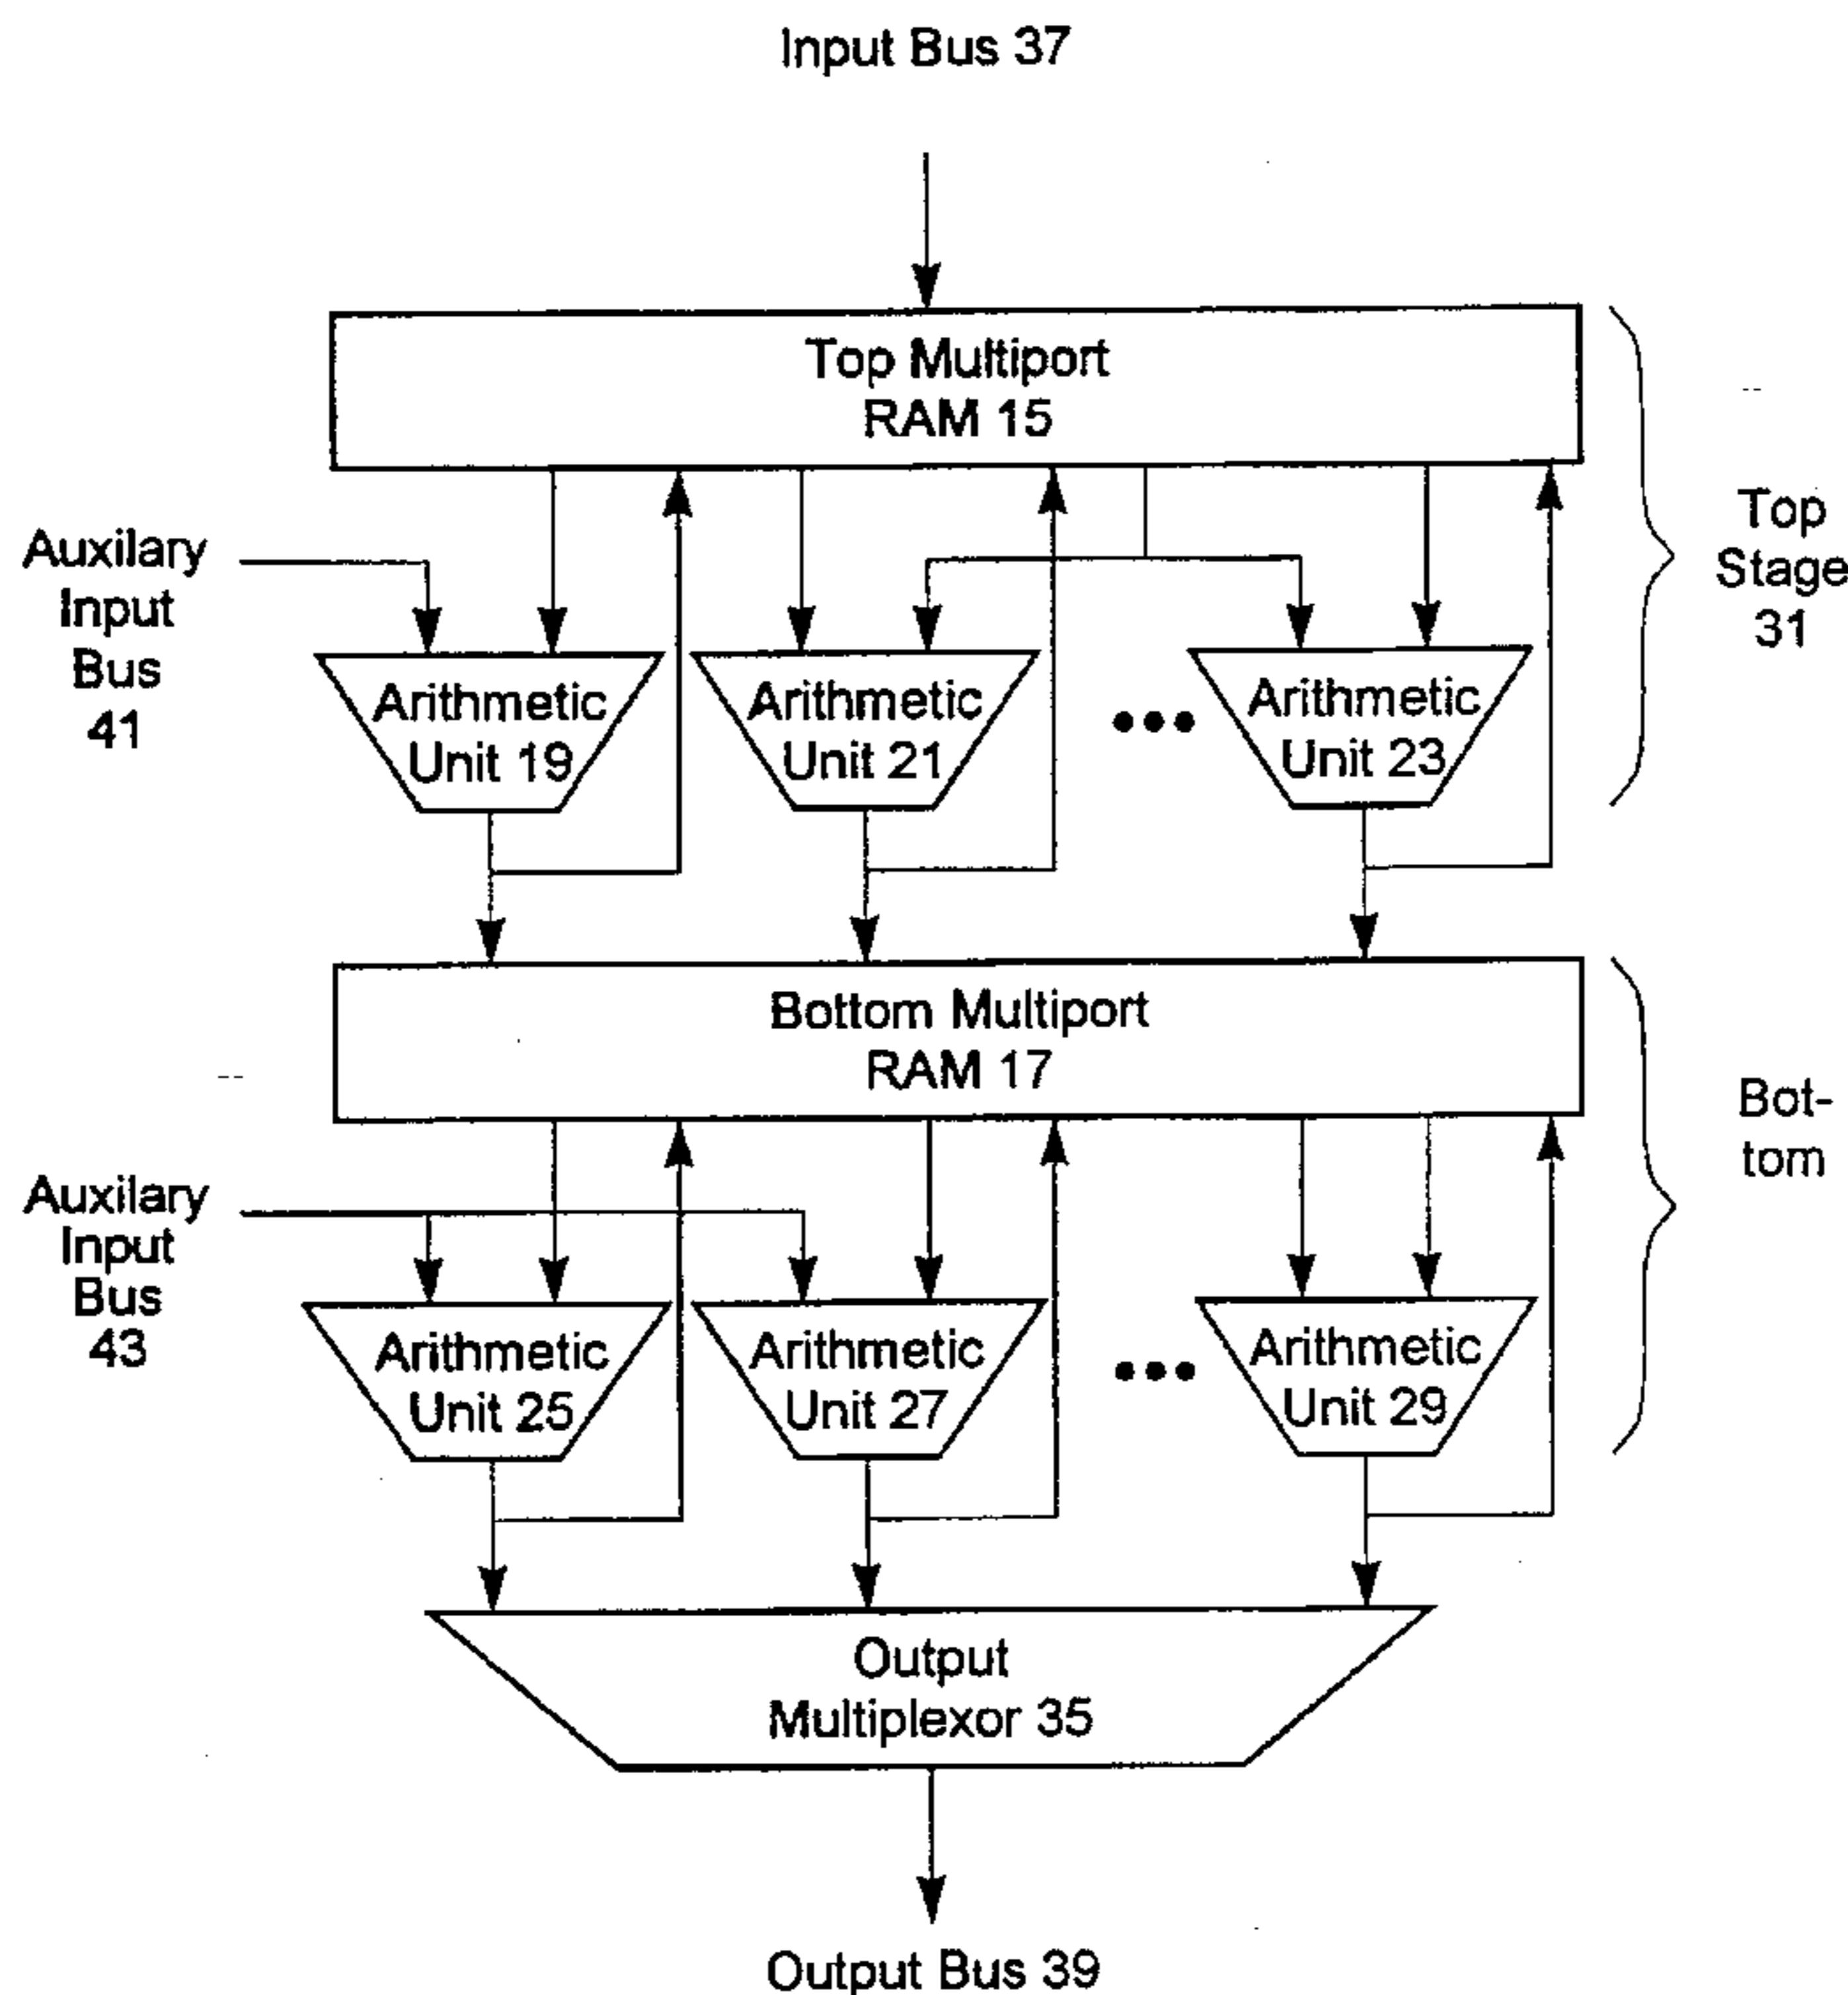 Input Bus 37
Top Multiport
RAM 15
Top
Stage
31
Auxilary
Input
Bus
41
Arithmetic
Unit 19
Arithmetic
Unit 21
Arithmetic
Unit 23
Bottom Multiport
RAM 17
Bot-
tom
Auxilary
Input
Bus
43
Arithmetic
Unit 25
Arithmetic
Unit 27
Arithmetic
Unit 29
Output
Multiplexor 35
Output Bus 39